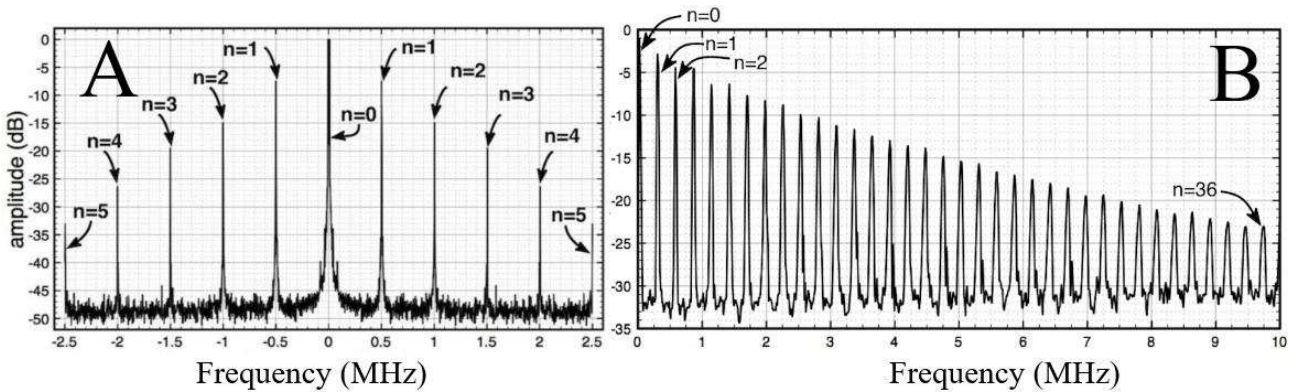 A
n=1
n=1
n=2
n=2
n=3
n=0
n=3
n=4
n=4
n=5
n=5
amplitude (dB)
0
-5
-10
-15
-20
-25
-30
-35
-40
-45
-50
-2.5 -2 -1.5 -1 -0.5 0 0.5 1 1.5 2 2.5
Frequency (MHz)
B
n=0
n=1
n=2
n=36
0
-5
-10
-15
-20
-25
-30
-35
0 1 2 3 4 5 6 7 8 9 10
Frequency (MHz)